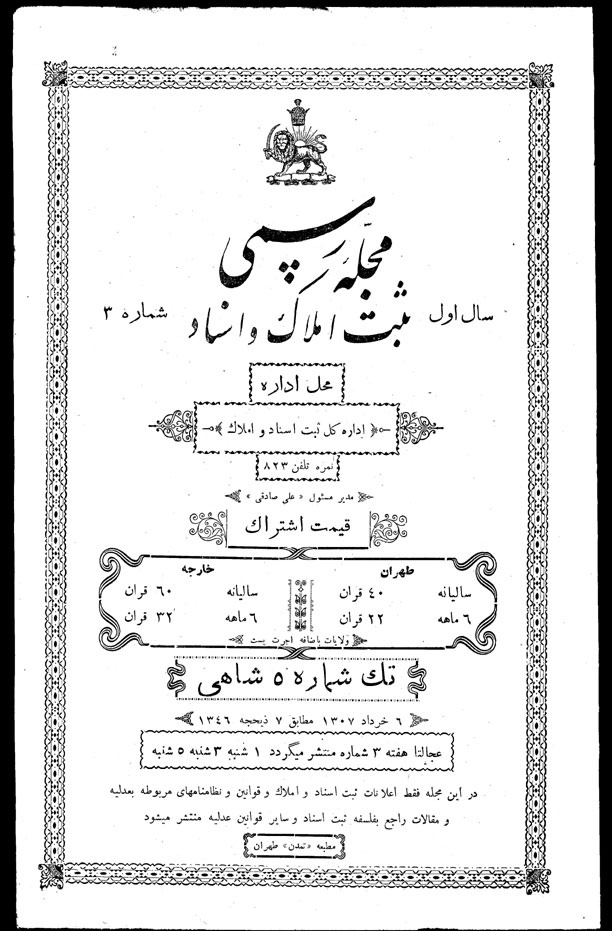 مجلهٔ رسمی
ثبت املاک و اسناد
سال اول
شماره ۳
محل اداره
اداره کل ثبت اسناد و املاک
نمره تلفن ۸۲۳
مدیر مسئول « علی صادقی »
قیمت اشتراک
طهران
سالیانه ۴۰ قران
۶ ماهه ۲۲ قران
خارجه
سالیانه ۶۰ قران
۶ ماهه ۳۲ قران
ولایات باضافه اجرت پست
تک شماره ۵ شاهی
۶ خرداد ۱۳۰۷ مطابق ۷ ذیحجه ۱۳۴۶
عجالتا هفته ۳ شماره منتشر میگردد ۱ شنبه ۳ شنبه ۵ شنبه
در این مجله فقط اعلانات ثبت اسناد و املاک و قوانین و نظامنامهای مربوطه بعدلیه
و مقالات راجع بفلسفه ثبت اسناد و سایر قوانین عدلیه منتشر میشود
مطبعه «تمدن» طهران